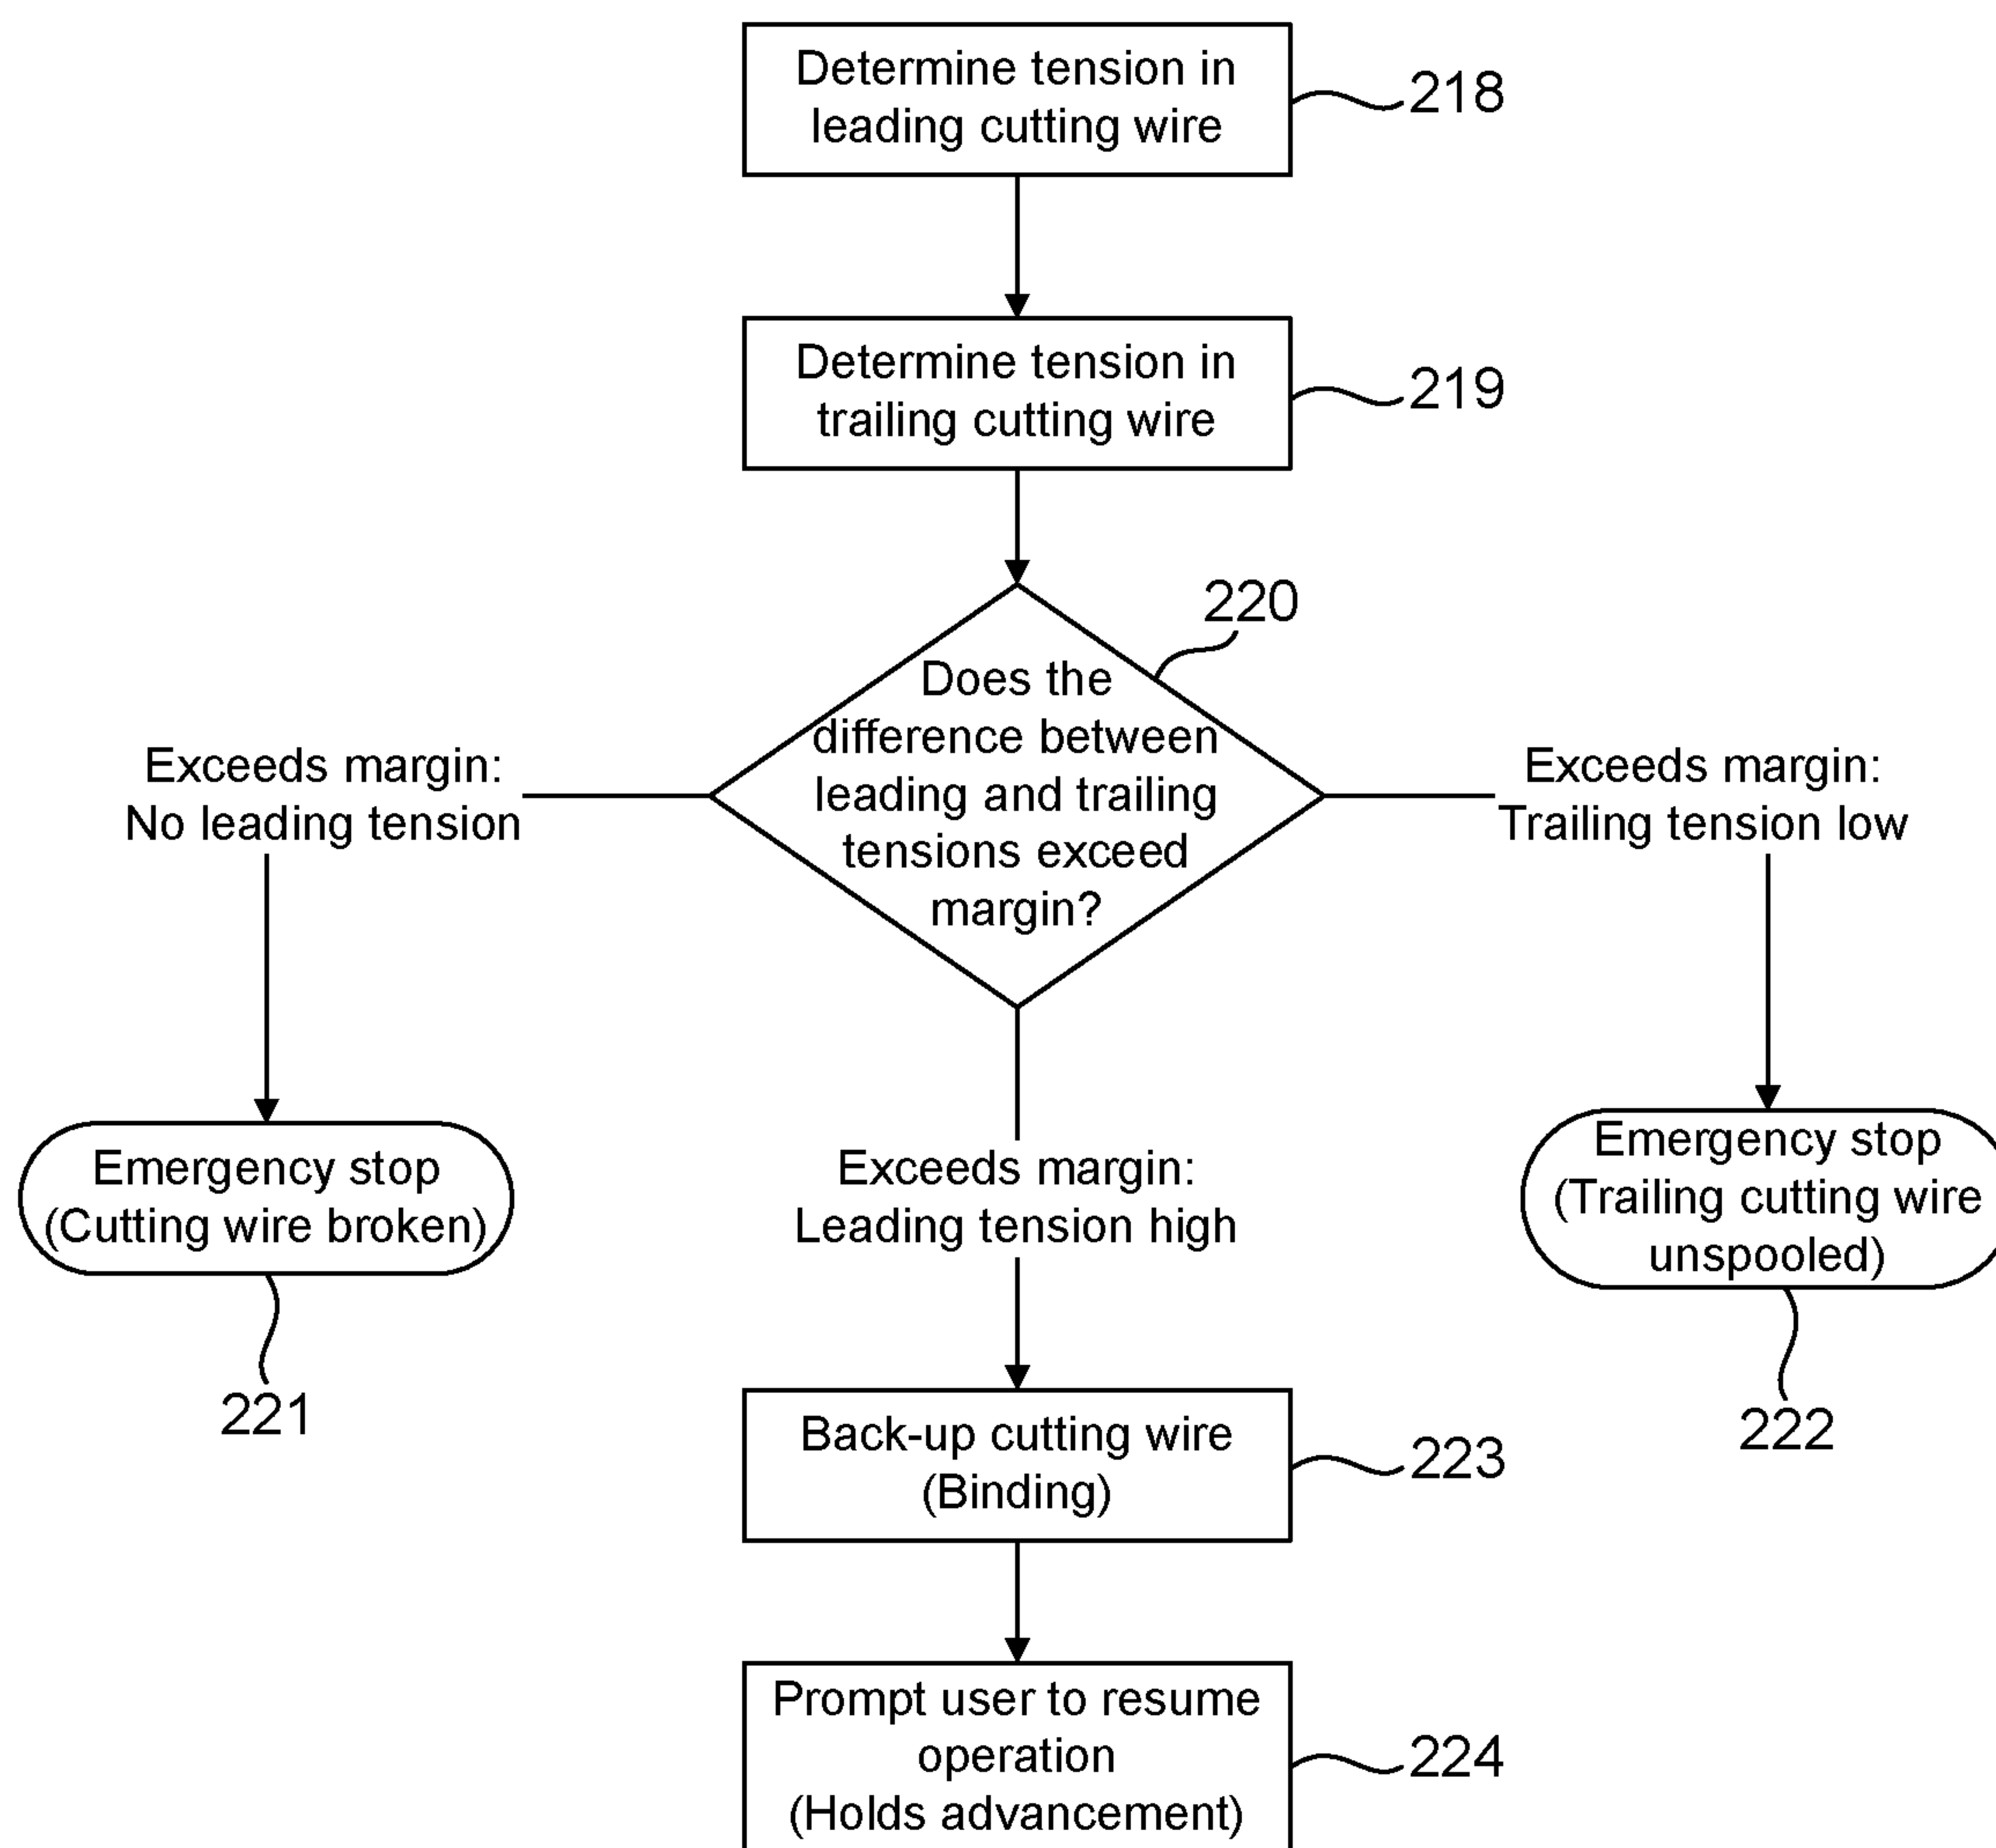 Determine tension in
leading cutting wire
218
Determine tension in
trailing cutting wire
219
220
Does the
difference between
leading and trailing
tensions exceed
margin?
Exceeds margin:
No leading tension
Exceeds margin:
Trailing tension low
Emergency stop
(Cutting wire broken)
221
Exceeds margin:
Leading tension high
Emergency stop
(Trailing cutting wire
unspooled)
222
Back-up cutting wire
(Binding)
223
Prompt user to resume
operation
(Holds advancement)
224